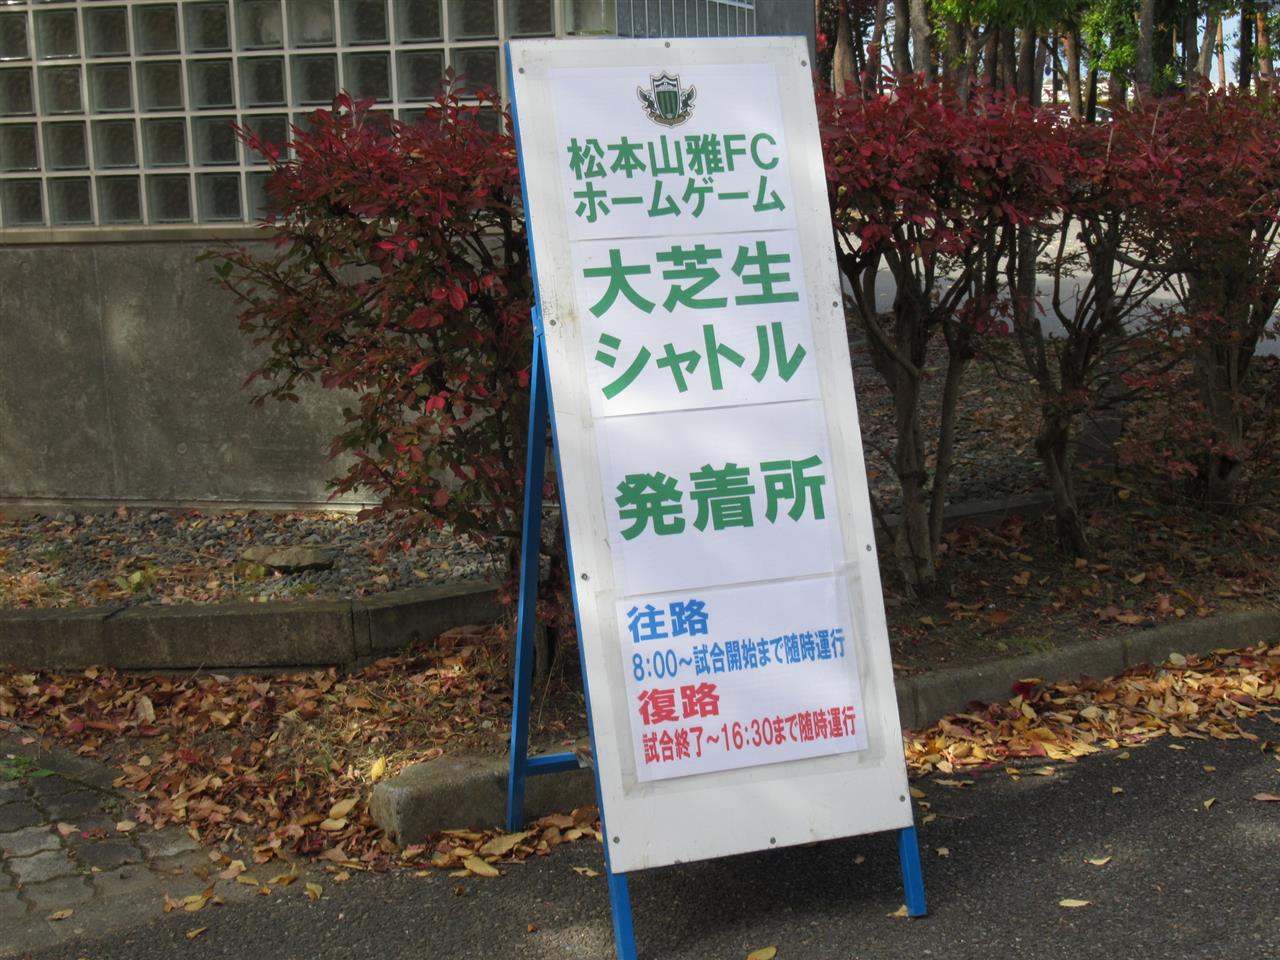 松本山雅FC
ホームゲーム
大芝生
シャトル
発着所
往路
8:00~試合開始まで随時運行
復路
試合終了~16:30まで随時運行